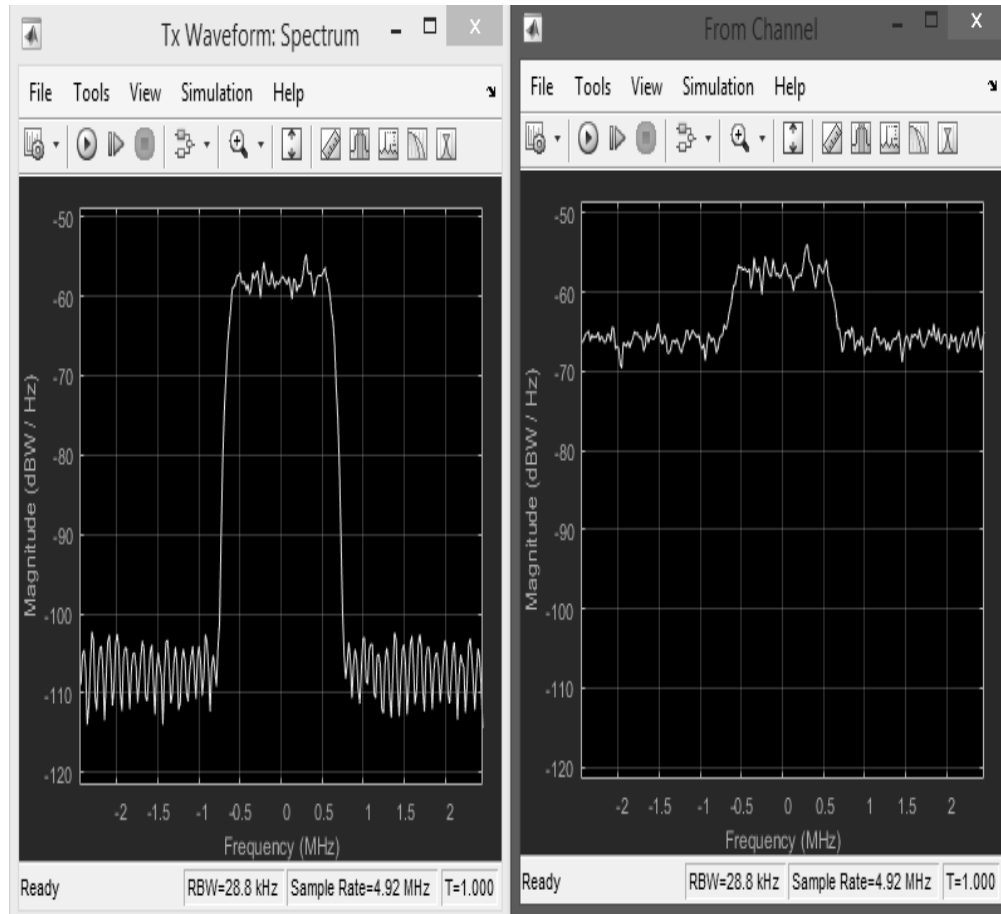 Tx Waveform: Spectrum
File Tools View Simulation Help
-50
-60
-70
-80
-90
-100
-110
-120
Magnitude (dBW / Hz)
-2 -1.5 -1 -0.5 0 0.5 1 1.5 2
Frequency (MHz)
Ready RBW=28.8 kHz Sample Rate=4.92 MHz T=1.000
From Channel
File Tools View Simulation Help
-50
-60
-70
-80
-90
-100
-110
-120
Magnitude (dBW / Hz)
-2 -1.5 -1 -0.5 0 0.5 1 1.5 2
Frequency (MHz)
Ready RBW=28.8 kHz Sample Rate=4.92 MHz T=1.000